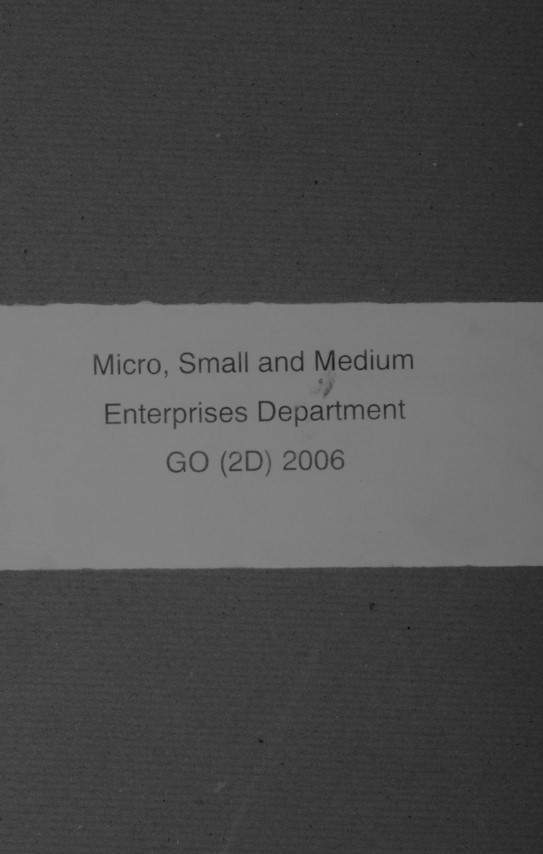 Micro, Small and Medium
Enterprises Department
GO (2D) 2006